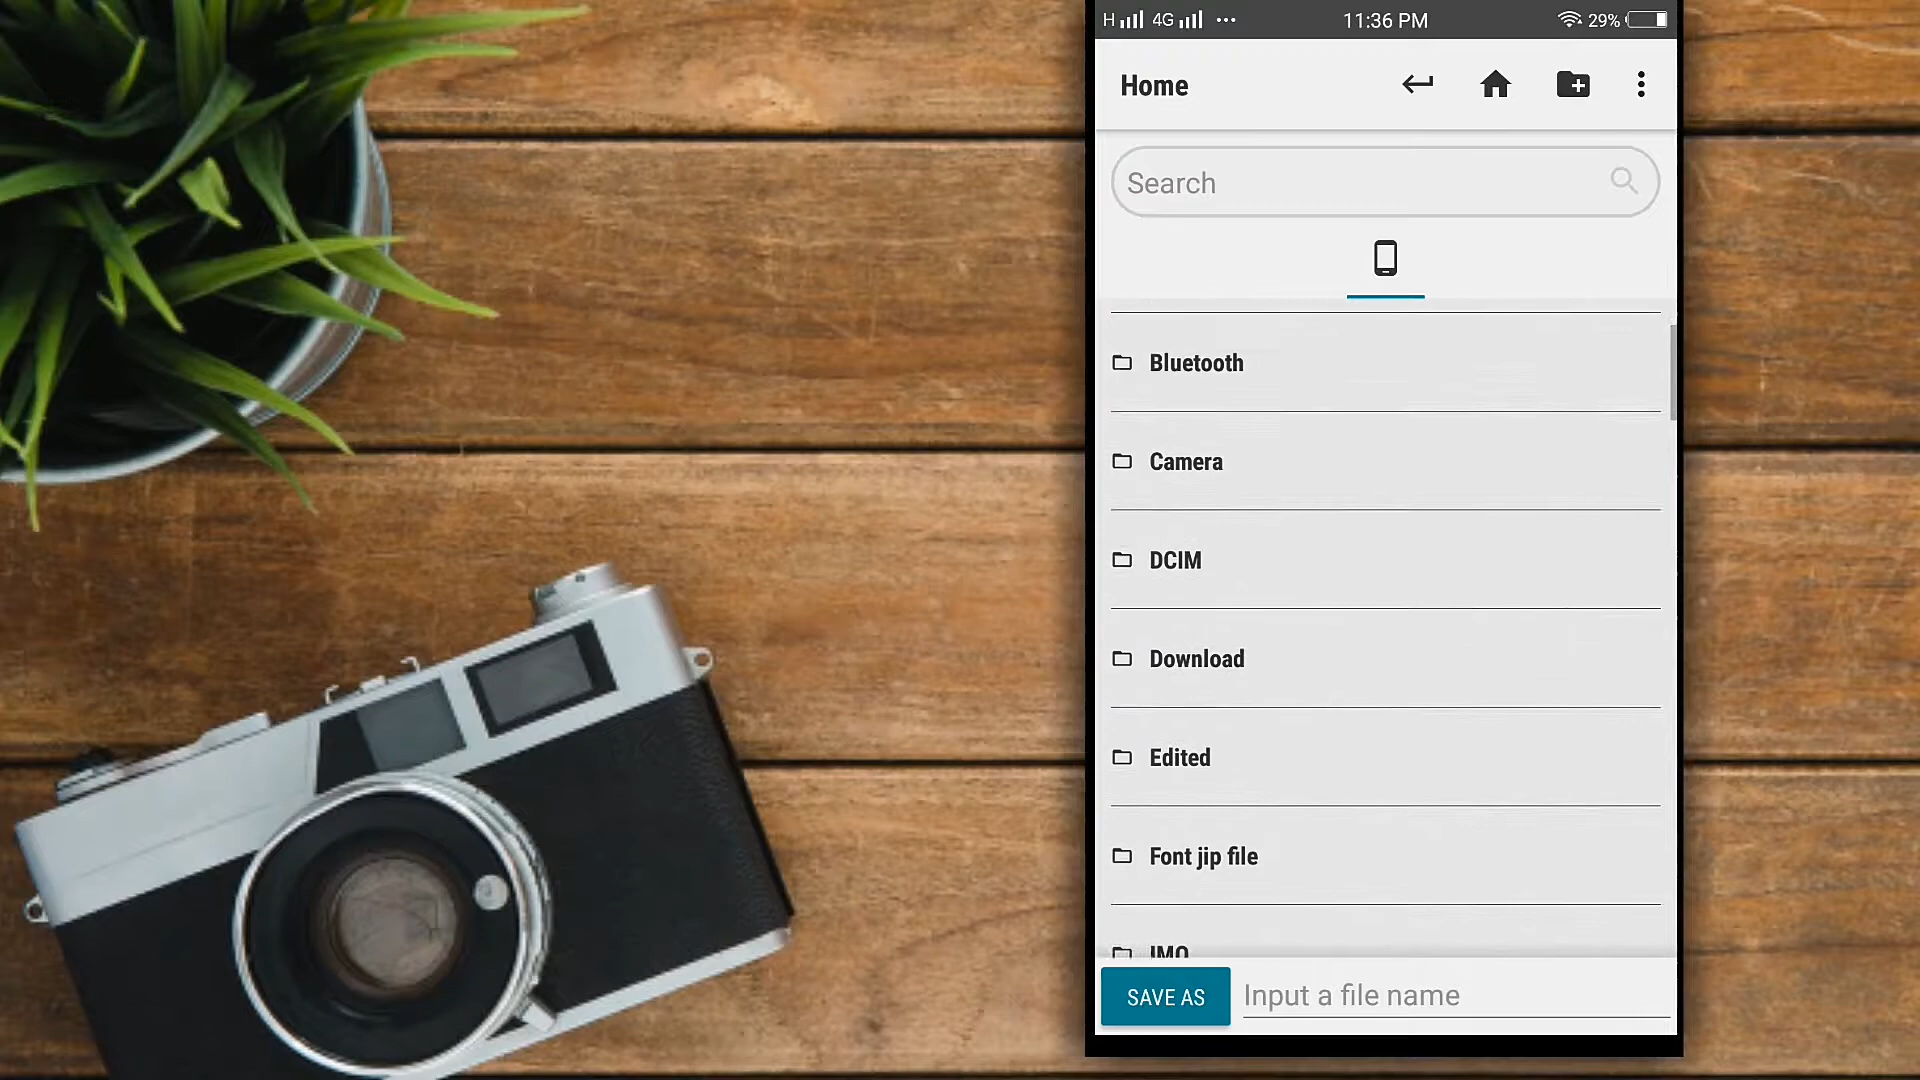 H 4G 11:36 PM 29%
Home
Search
Bluetooth
Camera
DCIM
Download
Edited
Font jip file
IMO
SAVE AS Input a file name